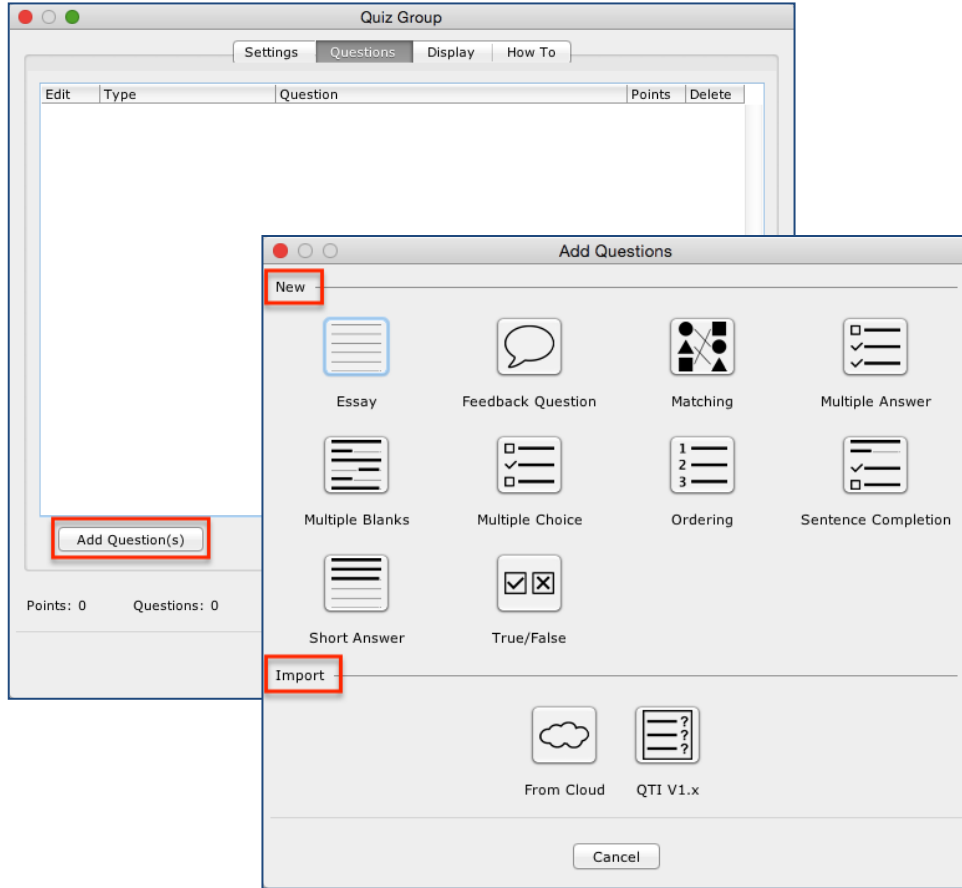 Quiz Group
Settings Questions Display How To
Edit Type Question Points Delete
Add Question(s)
Points: 0 Questions: 0
Add Questions
New
Essay Feedback Question Matching Multiple Answer
1
2
3
Multiple Blanks Multiple Choice Ordering Sentence Completion
Short Answer True/False
Import
?
?
?
From Cloud QTI V1.x
Cancel